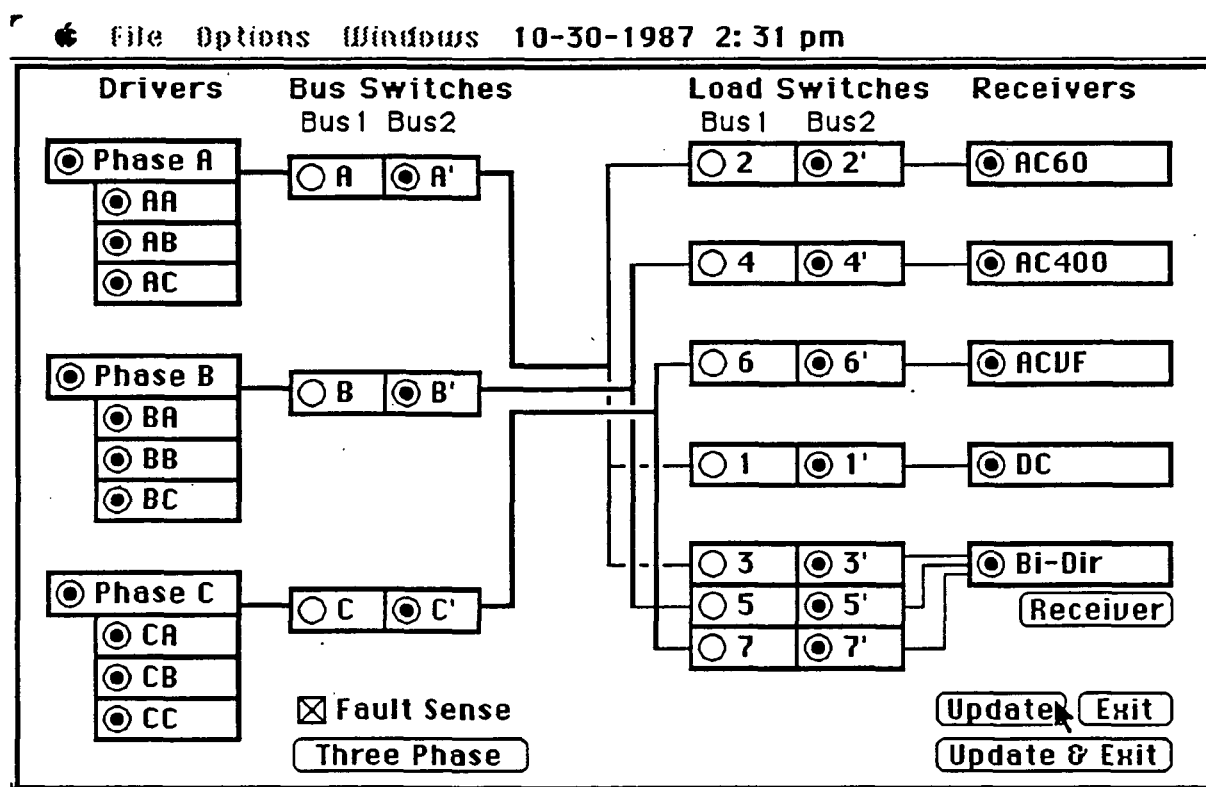 File Options Windows 10-30-1987 2:31 pm
Drivers Bus Switches Load Switches Receivers
Bus1 Bus2 Bus1 Bus2
Phase A A A' 2 2' AC60
AA
AB
AC
4 4' AC400
Phase B B B' 6 6' ACVF
BA
BB
BC
1 1' DC
Phase C C C' 3 3' Bi-Dir
5 5' Receiver
CA
7 7'
CB
CC
Fault Sense Update Exit
Three Phase Update & Exit